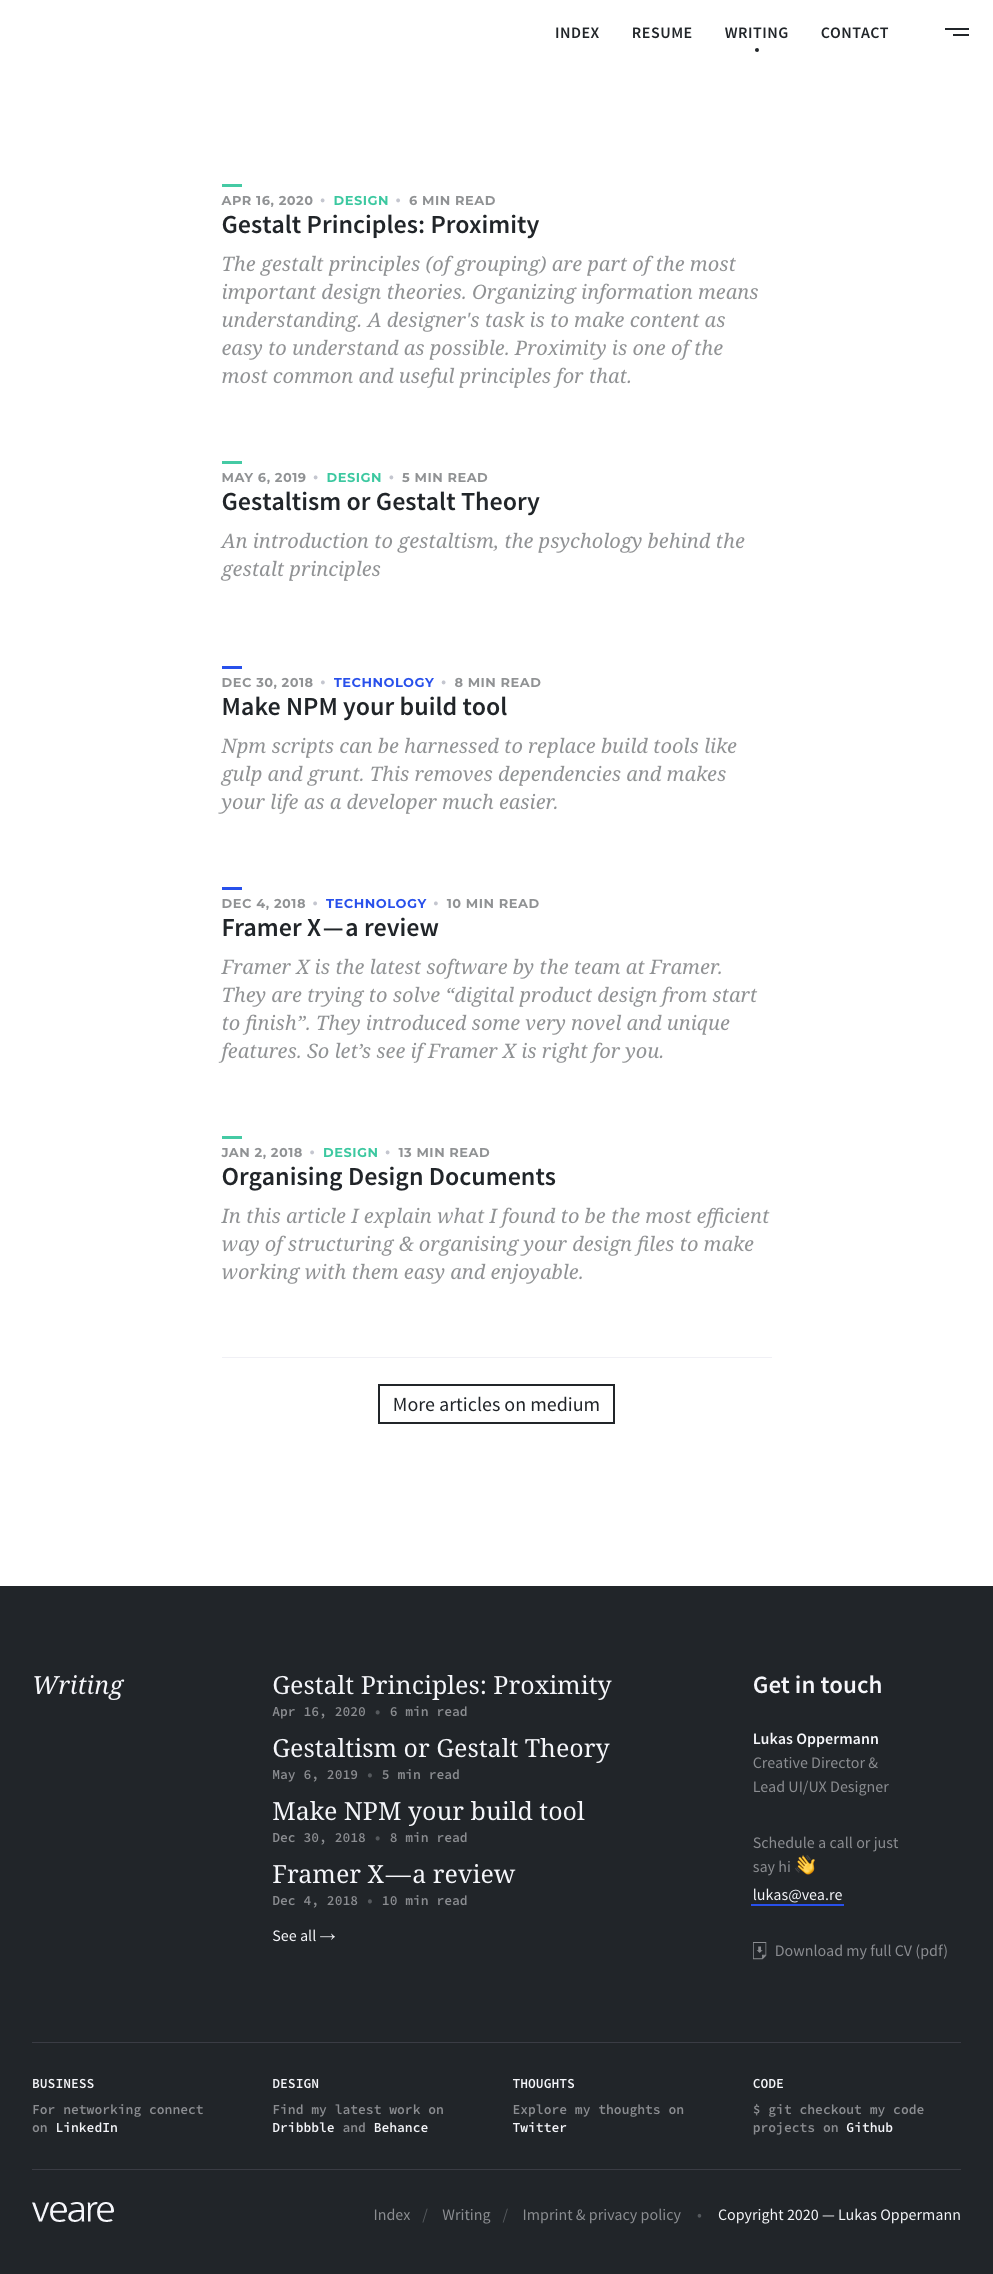 INDEX RESUME WRITING CONTACT
APR 16, 2020 • DESIGN • 6 MIN READ
Gestalt Principles: Proximity
The gestalt principles (of grouping) are part of the most
important design theories. Organizing information means
understanding. A designer's task is to make content as
easy to understand as possible. Proximity is one of the
most common and useful principles for that.
MAY 6, 2019 • DESIGN • 5 MIN READ
Gestaltism or Gestalt Theory
An introduction to gestaltism, the psychology behind the
gestalt principles
DEC 30, 2018 • TECHNOLOGY • 8 MIN READ
Make NPM your build tool
Npm scripts can be harnessed to replace build tools like
gulp and grunt. This removes dependencies and makes
your life as a developer much easier.
DEC 4, 2018 • TECHNOLOGY • 10 MIN READ
Framer X—a review
Framer X is the latest software by the team at Framer.
They are trying to solve “digital product design from start
to finish”. They introduced some very novel and unique
features. So let’s see if Framer X is right for you.
JAN 2, 2018 • DESIGN • 13 MIN READ
Organising Design Documents
In this article I explain what I found to be the most efficient
way of structuring & organising your design files to make
working with them easy and enjoyable.
More articles on medium
Writing
Gestalt Principles: Proximity
Apr 16, 2020 • 6 min read
Gestaltism or Gestalt Theory
May 6, 2019 • 5 min read
Make NPM your build tool
Dec 30, 2018 • 8 min read
Framer X—a review
Dec 4, 2018 • 10 min read
See all →
Get in touch
Lukas Oppermann
Creative Director &
Lead UI/UX Designer
Schedule a call or just
say hi 👋
lukas@vea.re
Download my full CV (pdf)
BUSINESS
For networking connect
on LinkedIn
DESIGN
Find my latest work on
Dribbble and Behance
THOUGHTS
Explore my thoughts on
Twitter
CODE
$ git checkout my code
projects on Github
veare
Index / Writing / Imprint & privacy policy • Copyright 2020 — Lukas Oppermann